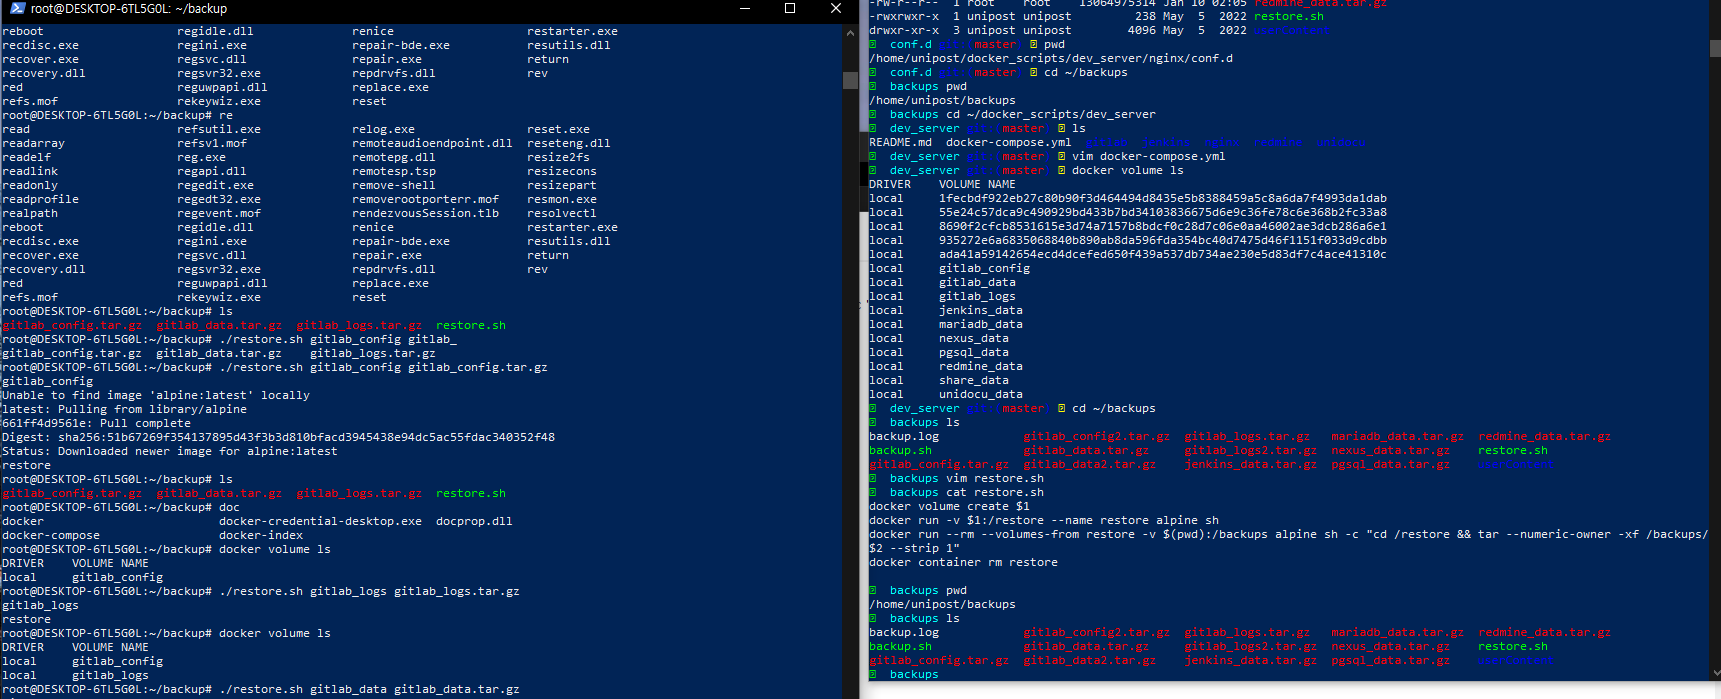 root@DESKTOP-6TL5G0L: ~/backup
reboot regidle.dll renice restarter.exe
recdisc.exe regini.exe repair-bde.exe resutils.dll
recover.exe regsvc.dll repair.exe return
recovery.dll regsvr32.exe repdrvfs.dll rev
red reguwpapi.dll replace.exe
refs.mof rekeywiz.exe reset
root@DESKTOP-6TL5G0L:~/backup# re
read refsutil.exe relog.exe reset.exe
readarray refsv1.mof remoteaudioendpoint.dll reseteng.dll
readelf reg.exe remotepg.dll resize2fs
readlink regapi.dll remotesp.tsp resizecons
readonly regedit.exe remove-shell resizepart
readprofile regedt32.exe removerootporterr.mof resmon.exe
realpath regevent.mof rendezvousSession.tlb resolvectl
reboot regidle.dll renice restarter.exe
recdisc.exe regini.exe repair-bde.exe resutils.dll
recover.exe regsvc.dll repair.exe return
recovery.dll regsvr32.exe repdrvfs.dll rev
red reguwpapi.dll replace.exe
refs.mof rekeywiz.exe reset
root@DESKTOP-6TL5G0L:~/backup# ls
gitlab_config.tar.gz gitlab_data.tar.gz gitlab_logs.tar.gz restore.sh
root@DESKTOP-6TL5G0L:~/backup# ./restore.sh gitlab_config gitlab_
gitlab_config.tar.gz gitlab_data.tar.gz gitlab_logs.tar.gz
root@DESKTOP-6TL5G0L:~/backup# ./restore.sh gitlab_config gitlab_config.tar.gz
gitlab_config
Unable to find image 'alpine:latest' locally
latest: Pulling from library/alpine
661ff4d9561e: Pull complete
Digest: sha256:51b67269f354137895d43f3b3d810bfacd3945438e94dc5ac55fdac340352f48
Status: Downloaded newer image for alpine:latest
restore
root@DESKTOP-6TL5G0L:~/backup# ls
gitlab_config.tar.gz gitlab_data.tar.gz gitlab_logs.tar.gz restore.sh
root@DESKTOP-6TL5G0L:~/backup# doc
docker docker-credential-desktop.exe docprop.dll
docker-compose docker-index
root@DESKTOP-6TL5G0L:~/backup# docker volume ls
DRIVER VOLUME NAME
local gitlab_config
root@DESKTOP-6TL5G0L:~/backup# ./restore.sh gitlab_logs gitlab_logs.tar.gz
gitlab_logs
restore
root@DESKTOP-6TL5G0L:~/backup# docker volume ls
DRIVER VOLUME NAME
local gitlab_config
local gitlab_logs
root@DESKTOP-6TL5G0L:~/backup# ./restore.sh gitlab_data gitlab_data.tar.gz
-rw-r--r-- 1 root root 13064975314 Jan 10 02:05 redmine_data.tar.gz
-rwxrwxr-x 1 unipost unipost 238 May 5 2022 restore.sh
drwxr-xr-x 3 unipost unipost 4096 May 5 2022 userContent
conf.d git:(master) pwd
/home/unipost/docker_scripts/dev_server/nginx/conf.d
conf.d git:(master) cd ~/backups
backups pwd
/home/unipost/backups
backups cd ~/docker_scripts/dev_server
dev_server git:(master) ls
README.md docker-compose.yml gitlab jenkins nginx redmine unidocu
dev_server git:(master) vim docker-compose.yml
dev_server git:(master) docker volume ls
DRIVER VOLUME NAME
local 1fecbdf922eb27c80b90f3d464494d8435e5b8388459a5c8a6da7f4993da1dab
local 55e24c57dca9c490929bd433b7bd34103836675d6e9c36fe78c6e368b2fc33a8
local 8690f2cfcb8531615e3d74a7157b8bdcf0c28d7c06e0aa46002ae3dcb286a6e1
local 935272e6a6835068840b890ab8da596fda354bc40d7475d46f1151f033d9cdbb
local ada41a59142654ecd4dcefed650f439a537db734ae230e5d83df7c4ace41310c
local gitlab_config
local gitlab_data
local gitlab_logs
local jenkins_data
local mariadb_data
local nexus_data
local pgsql_data
local redmine_data
local share_data
local unidocu_data
dev_server git:(master) cd ~/backups
backups ls
backup.log gitlab_config2.tar.gz gitlab_logs.tar.gz mariadb_data.tar.gz redmine_data.tar.gz
backup.sh gitlab_data.tar.gz gitlab_logs2.tar.gz nexus_data.tar.gz restore.sh
gitlab_config.tar.gz gitlab_data2.tar.gz jenkins_data.tar.gz pgsql_data.tar.gz userContent
backups vim restore.sh
backups cat restore.sh
docker volume create $1
docker run -v $1:/restore --name restore alpine sh
docker run --rm --volumes-from restore -v $(pwd):/backups alpine sh -c "cd /restore && tar --numeric-owner -xf /backups/
$2 --strip 1"
docker container rm restore
backups pwd
/home/unipost/backups
backups ls
backup.log gitlab_config2.tar.gz gitlab_logs.tar.gz mariadb_data.tar.gz redmine_data.tar.gz
backup.sh gitlab_data.tar.gz gitlab_logs2.tar.gz nexus_data.tar.gz restore.sh
gitlab_config.tar.gz gitlab_data2.tar.gz jenkins_data.tar.gz pgsql_data.tar.gz userContent
backups